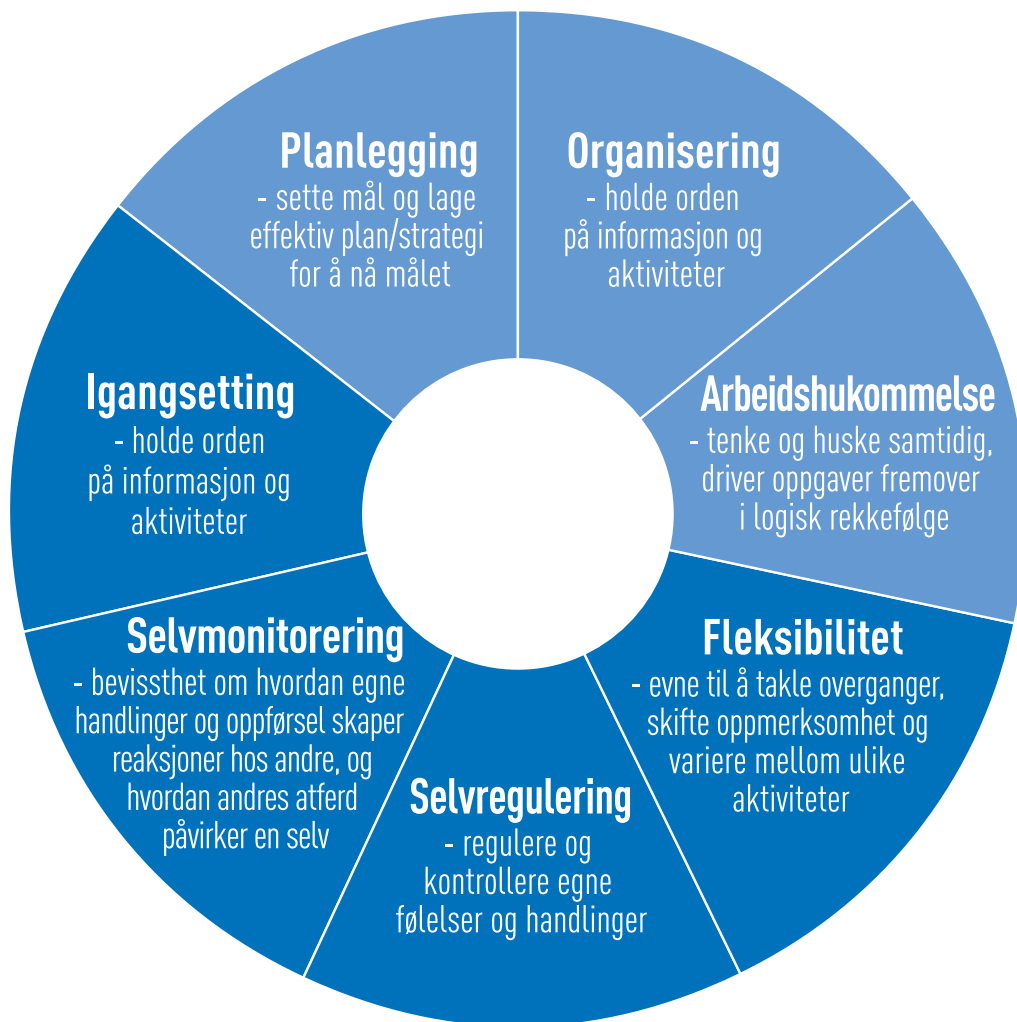 Planlegging
- sette mål og lage
effektiv plan/strategi
for å nå målet
Organisering
- holde orden
på informasjon og
aktiviteter
Arbeidshukommelse
- tenke og huske samtidig,
driver oppgaver fremover
i logisk rekkefølge
Fleksibilitet
- evne til å takle overganger,
skifte oppmerksomhet og
variere mellom ulike
aktiviteter
Selvregulering
- regulere og
kontrollere egne
følelser og handlinger
Selvmonitorering
- bevissthet om hvordan egne
handlinger og oppførsel skaper
reaksjoner hos andre, og
hvordan andres atferd
påvirker en selv
Igangsetting
- holde orden
på informasjon og
aktiviteter